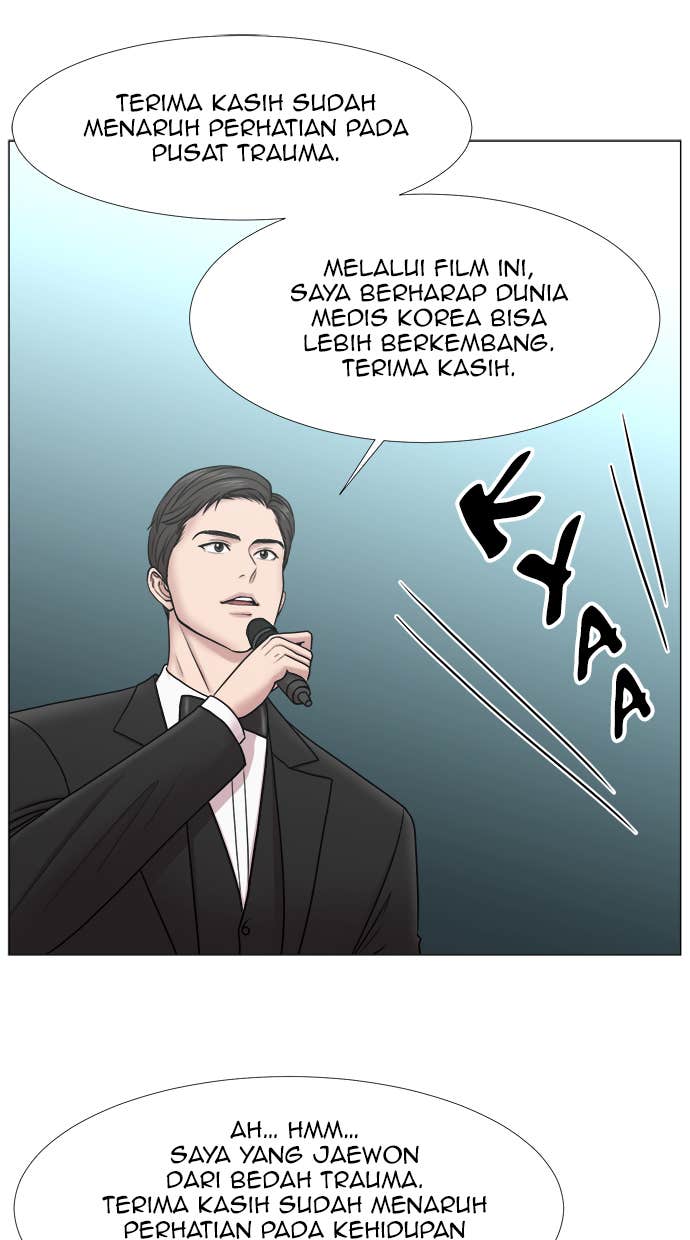 TERIMA KASIH SUDAH
MENARUH PERHATIAN PADA
PUSAT TRAUMA.
MELALUI FILM INI,
SAYA BERHARAP DUNIA
MEDIS KOREA BISA
LEBIH BERKEMBANG.
TERIMA KASIH.
KYAAA
AH... HMM...
SAYA YANG JAEWON
DARI BEDAH TRAUMA.
TERIMA KASIH SUDAH MENARUH
PERHATIAN PADA KEHIDUPAN